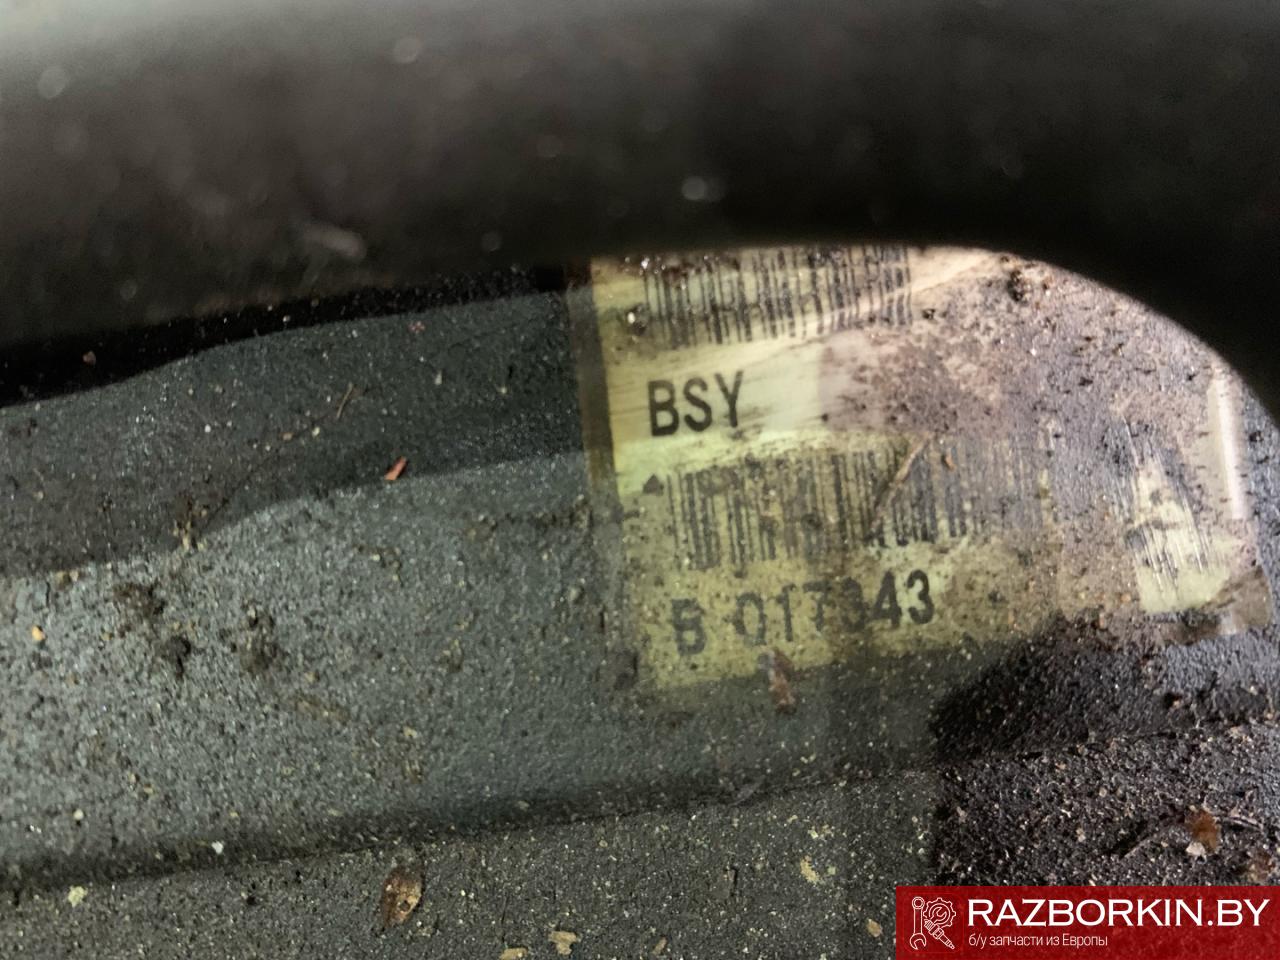 BSY
B 017343
RAZBORKIN.BY
б/у запчасти из Европы